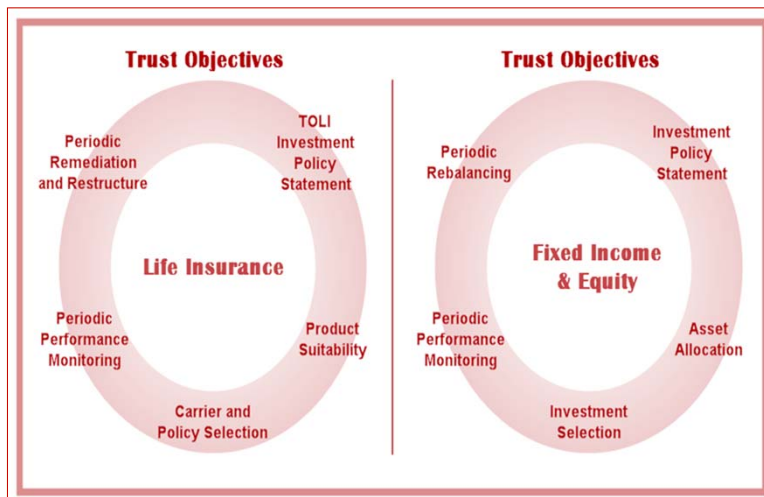 Trust Objectives
TOLI
Investment
Policy
Statement
Product
Suitability
Carrier and
Policy Selection
Periodic
Performance
Monitoring
Periodic
Remediation
and Restructure
Life Insurance
Trust Objectives
Investment
Policy
Statement
Asset
Allocation
Investment
Selection
Periodic
Performance
Monitoring
Periodic
Rebalancing
Fixed Income
& Equity